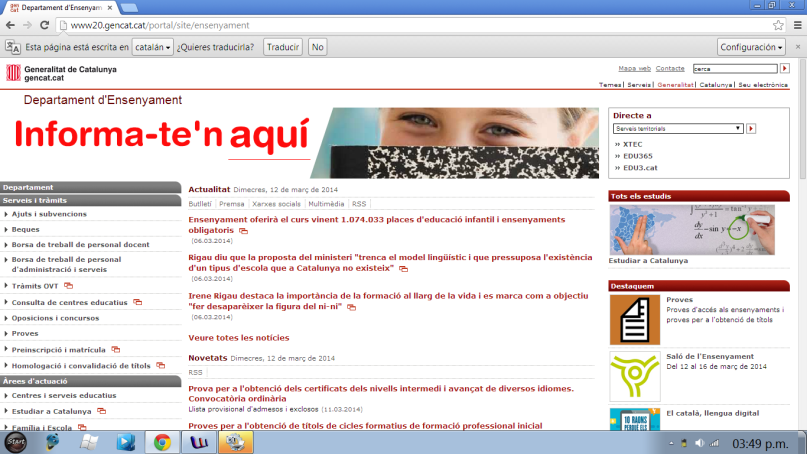 Departament d'Ensenyam
www20.gencat.cat/portal/site/ensenyament
Esta página está escrita en catalán ¿Quieres traducirla? Traducir No Configuración
Generalitat de Catalunya
gencat.cat
Mapa web Contacte cerca
Temes Serveis Generalitat Catalunya Seu electrònica
Departament d'Ensenyament
Informa-te'n aquí
Directe a
Serveis territorials
XTEC
EDU365
EDU3.cat
Departament
Serveis i tràmits
Ajuts i subvencions
Beques
Borsa de treball de personal docent
Borsa de treball de personal
d'administració i serveis
Tràmits OVT
Consulta de centres educatius
Oposicions i concursos
Proves
Preinscripció i matrícula
Homologació i convalidació de títols
Àrees d'actuació
Centres i serveis educatius
Estudiar a Catalunya
Família i Escola
Actualitat Dimecres, 12 de març de 2014
Butlletí Premsa Xarxes socials Multimèdia RSS
Ensenyament oferirà el curs vinent 1.074.033 places d'educació infantil i ensenyaments
obligatoris
(06.03.2014)
Rigau diu que la proposta del ministeri "trenca el model lingüístic i que pressuposa l'existència
d'un tipus d'escola que a Catalunya no existeix"
(06.03.2014)
Irene Rigau destaca la importància de la formació al llarg de la vida i es marca com a objectiu
"fer desaparèixer la figura del ni-ni"
(06.03.2014)
Veure totes les notícies
Novetats Dimecres, 12 de març de 2014
RSS
Prova per a l'obtenció dels certificats dels nivells intermedi i avançat de diversos idiomes.
Convocatòria ordinària
Llista provisional d'admesos i exclosos (11.03.2014)
Proves per a l'obtenció de títols de cicles formatius de formació professional inicial
Tots els estudis
Estudiar a Catalunya
Destaquem
Proves
Proves d'accés als ensenyaments i
proves per a l'obtenció de títols
Saló de l'Ensenyament
Del 12 al 16 de març de 2014
10 RAONS
El català, llengua digital
Start
03:49 p.m.